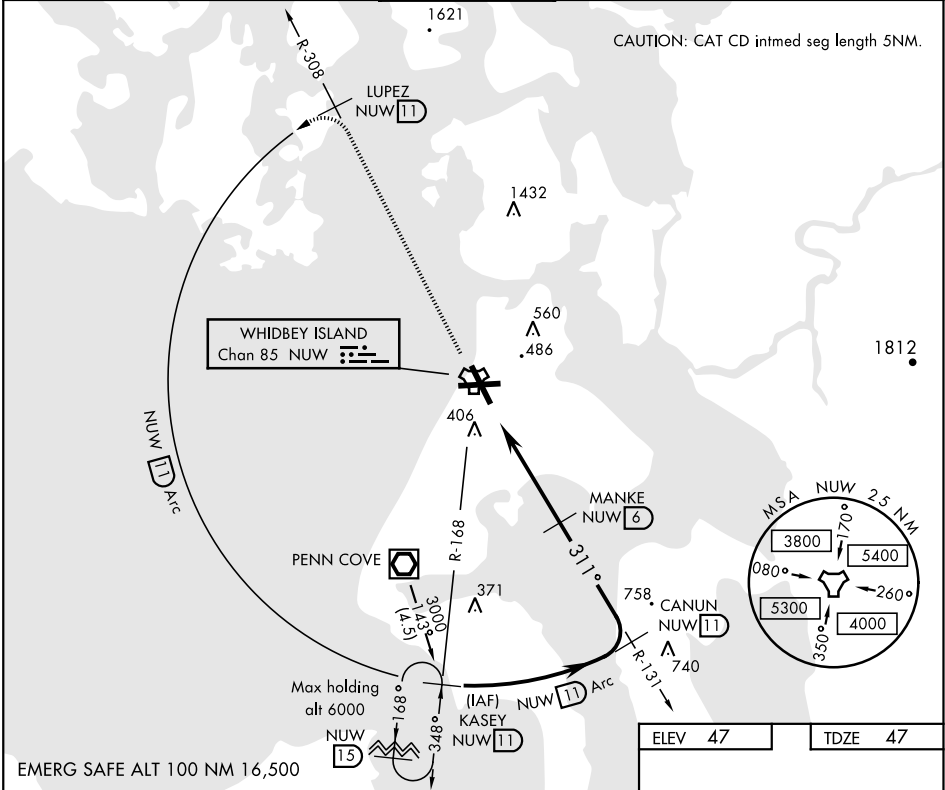 1621
CAUTION: CAT CD intmed seg length 5NM.
R-308
LUPEZ
NUW 11
1432
WHIDBEY ISLAND
Chan 85 NUW
560
486
1812
406
NUW 11 Arc
R-168
MANKE
NUW 6
311°
PENN COVE
3000
143°
(4.5)
371
758
CANUN
NUW 11
740
R-131
MSA NUW 25 NM
170°
3800
5400
080°
260°
5300
4000
350°
Max holding
alt 6000
168°
348°
(IAF)
KASEY
NUW 11
NUW 11 Arc
NUW
15
ELEV 47
TDZE 47
EMERG SAFE ALT 100 NM 16,500